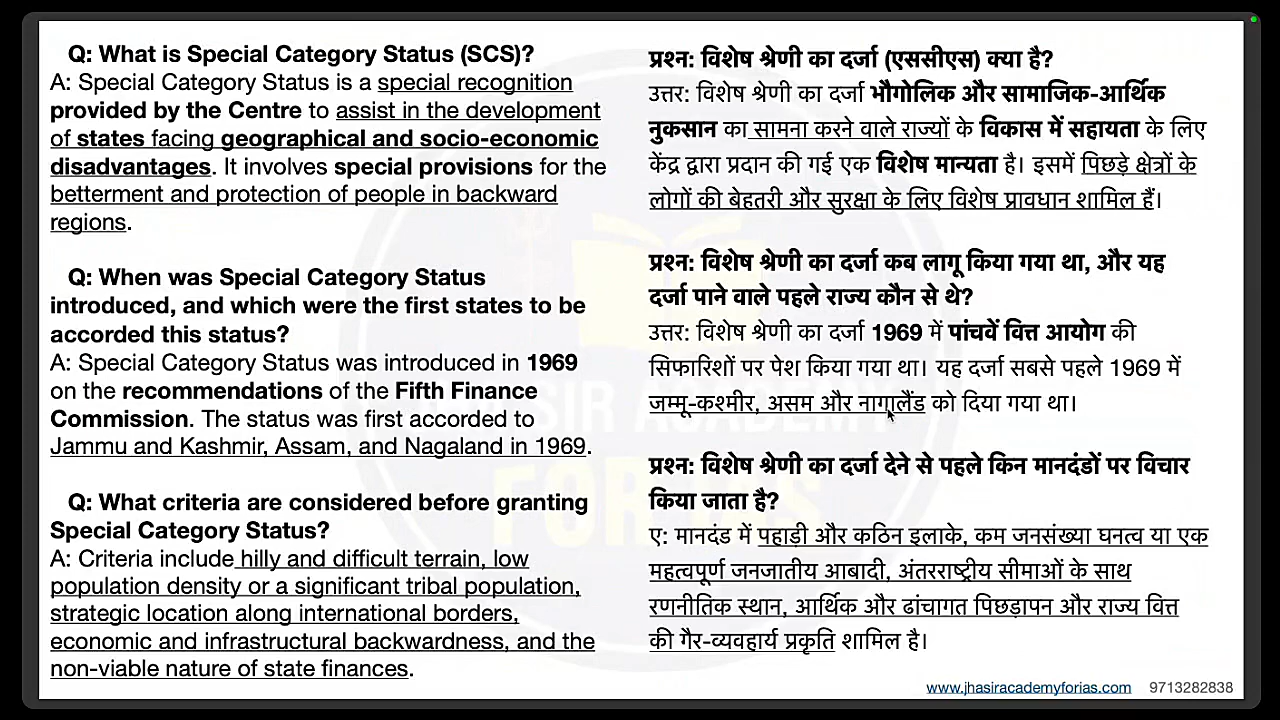 Q: What is Special Category Status (SCS)?
A: Special Category Status is a special recognition
provided by the Centre to assist in the development
of states facing geographical and socio-economic
disadvantages. It involves special provisions for the
betterment and protection of people in backward
regions.
Q: When was Special Category Status
introduced, and which were the first states to be
accorded this status?
A: Special Category Status was introduced in 1969
on the recommendations of the Fifth Finance
Commission. The status was first accorded to
Jammu and Kashmir, Assam, and Nagaland in 1969.
Q: What criteria are considered before granting
Special Category Status?
A: Criteria include hilly and difficult terrain, low
population density or a significant tribal population,
strategic location along international borders,
economic and infrastructural backwardness, and the
non-viable nature of state finances.
प्रश्न: विशेष श्रेणी का दर्जा (एससीएस) क्या है?
उत्तर: विशेष श्रेणी का दर्जा भौगोलिक और सामाजिक-आर्थिक
नुकसान का सामना करने वाले राज्यों के विकास में सहायता के लिए
केंद्र द्वारा प्रदान की गई एक विशेष मान्यता है। इसमें पिछड़े क्षेत्रों के
लोगों की बेहतरी और सुरक्षा के लिए विशेष प्रावधान शामिल हैं।
प्रश्न: विशेष श्रेणी का दर्जा कब लागू किया गया था, और यह
दर्जा पाने वाले पहले राज्य कौन से थे?
उत्तर: विशेष श्रेणी का दर्जा 1969 में पांचवें वित्त आयोग की
सिफारिशों पर पेश किया गया था। यह दर्जा सबसे पहले 1969 में
जम्मू-कश्मीर, असम और नागालैंड को दिया गया था।
प्रश्न: विशेष श्रेणी का दर्जा देने से पहले किन मानदंडों पर विचार
किया जाता है?
ए: मानदंड में पहाड़ी और कठिन इलाके, कम जनसंख्या घनत्व या एक
महत्वपूर्ण जनजातीय आबादी, अंतरराष्ट्रीय सीमाओं के साथ
रणनीतिक स्थान, आर्थिक और ढांचागत पिछड़ापन और राज्य वित्त
की गैर-व्यवहार्य प्रकृति शामिल है।
SIR ACADEMY
FOR IAS
www.jhasiracademyforias.com 9713282838